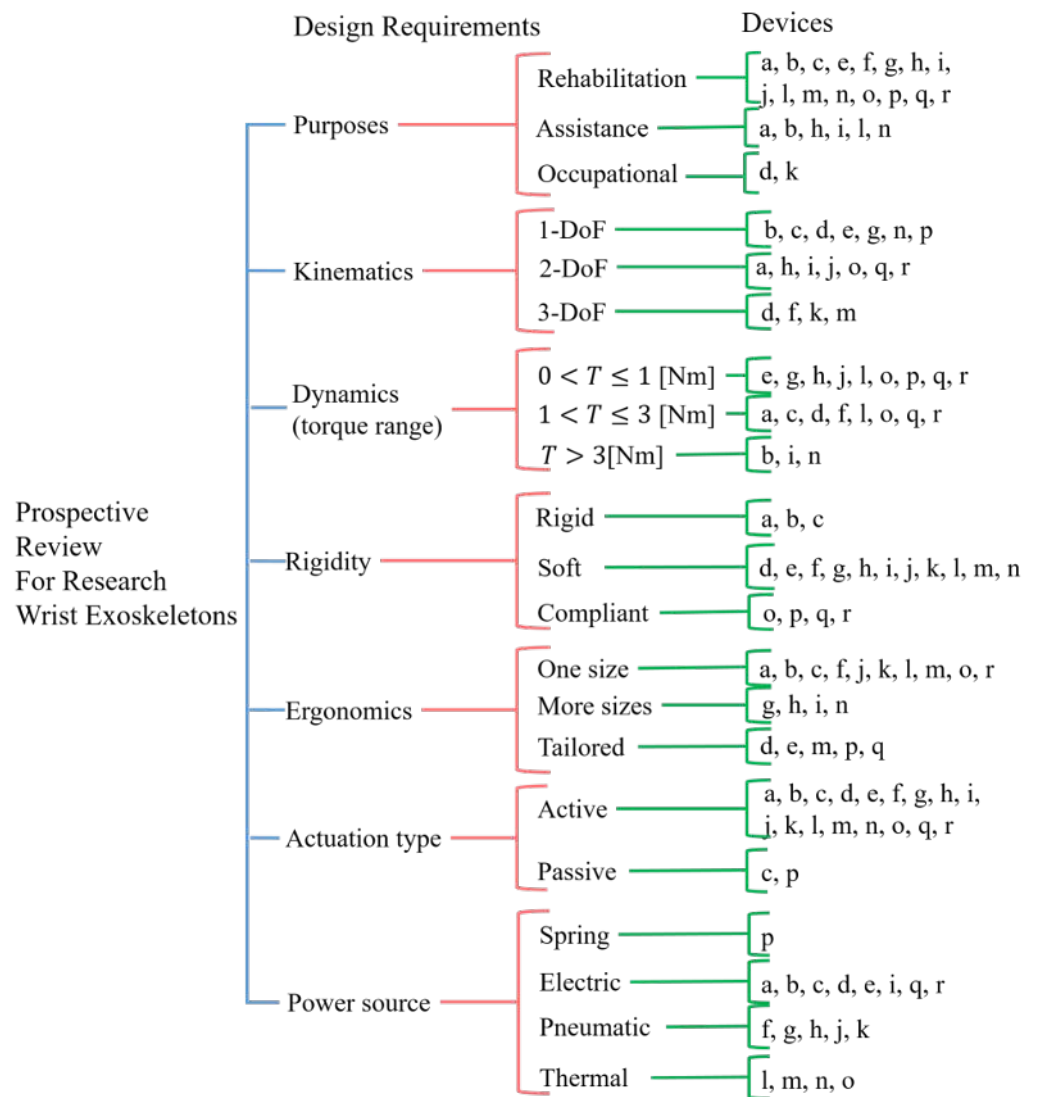 Design Requirements
Devices
Prospective
Review
For Research
Wrist Exoskeletons
Purposes
Rehabilitation
a, b, c, e, f, g, h, i,
j, l, m, n, o, p, q, r
Assistance
a, b, h, i, l, n
Occupational
d, k
Kinematics
1-DoF
b, c, d, e, g, n, p
2-DoF
a, h, i, j, o, q, r
3-DoF
d, f, k, m
Dynamics
(torque range)
0 < T ≤ 1 [Nm]
e, g, h, j, l, o, p, q, r
1 < T ≤ 3 [Nm]
a, c, d, f, l, o, q, r
T > 3[Nm]
b, i, n
Rigidity
Rigid
a, b, c
Soft
d, e, f, g, h, i, j, k, l, m, n
Compliant
o, p, q, r
Ergonomics
One size
a, b, c, f, j, k, l, m, o, r
More sizes
g, h, i, n
Tailored
d, e, m, p, q
Actuation type
Active
a, b, c, d, e, f, g, h, i,
j, k, l, m, n, o, q, r
Passive
c, p
Power source
Spring
p
Electric
a, b, c, d, e, i, q, r
Pneumatic
f, g, h, j, k
Thermal
l, m, n, o